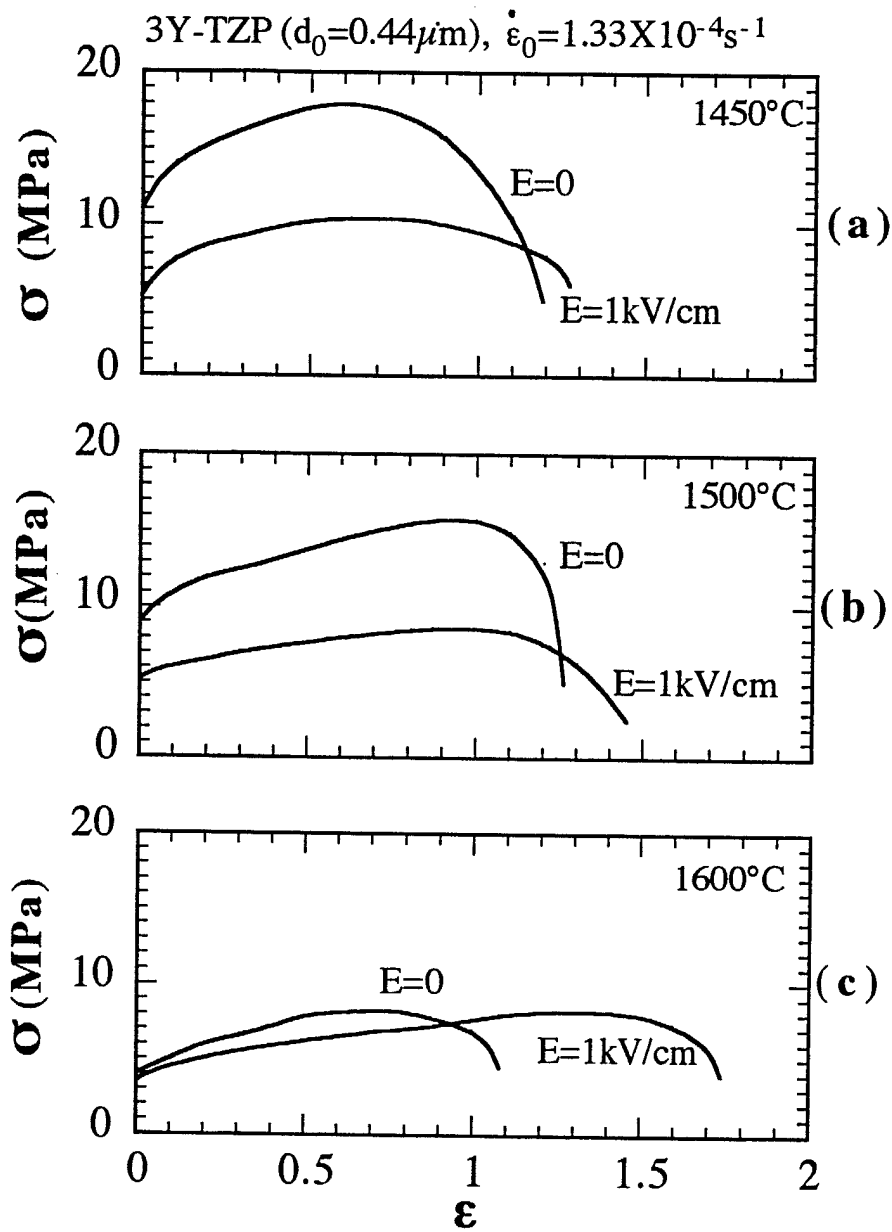 3Y-TZP (d₀=0.44μm), ε̇₀=1.33X10⁻⁴s⁻¹
20
1450°C
σ (MPa)
E=0
10
(a)
E=1kV/cm
0
20
1500°C
σ(MPa)
E=0
10
(b)
E=1kV/cm
0
20
1600°C
σ (MPa)
E=0
10
(c)
E=1kV/cm
0
0 0.5 1 1.5 2
ε